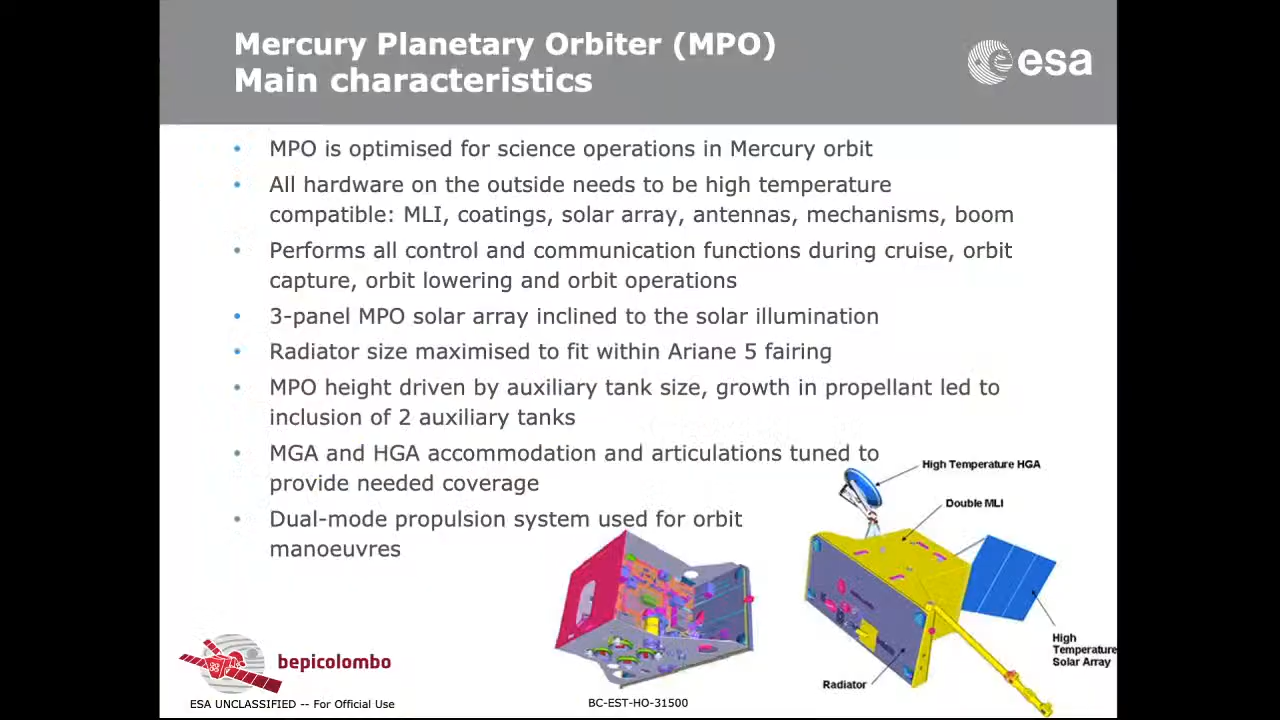 Mercury Planetary Orbiter (MPO)
Main characteristics
esa
• MPO is optimised for science operations in Mercury orbit
• All hardware on the outside needs to be high temperature
compatible: MLI, coatings, solar array, antennas, mechanisms, boom
• Performs all control and communication functions during cruise, orbit
capture, orbit lowering and orbit operations
• 3-panel MPO solar array inclined to the solar illumination
• Radiator size maximised to fit within Ariane 5 fairing
• MPO height driven by auxiliary tank size, growth in propellant led to
inclusion of 2 auxiliary tanks
• MGA and HGA accommodation and articulations tuned to
provide needed coverage
• Dual-mode propulsion system used for orbit
manoeuvres
High Temperature HGA
Double MLI
High
Temperature
Solar Array
Radiator
bepicolombo
ESA UNCLASSIFIED -- For Official Use
BC-EST-HO-31500